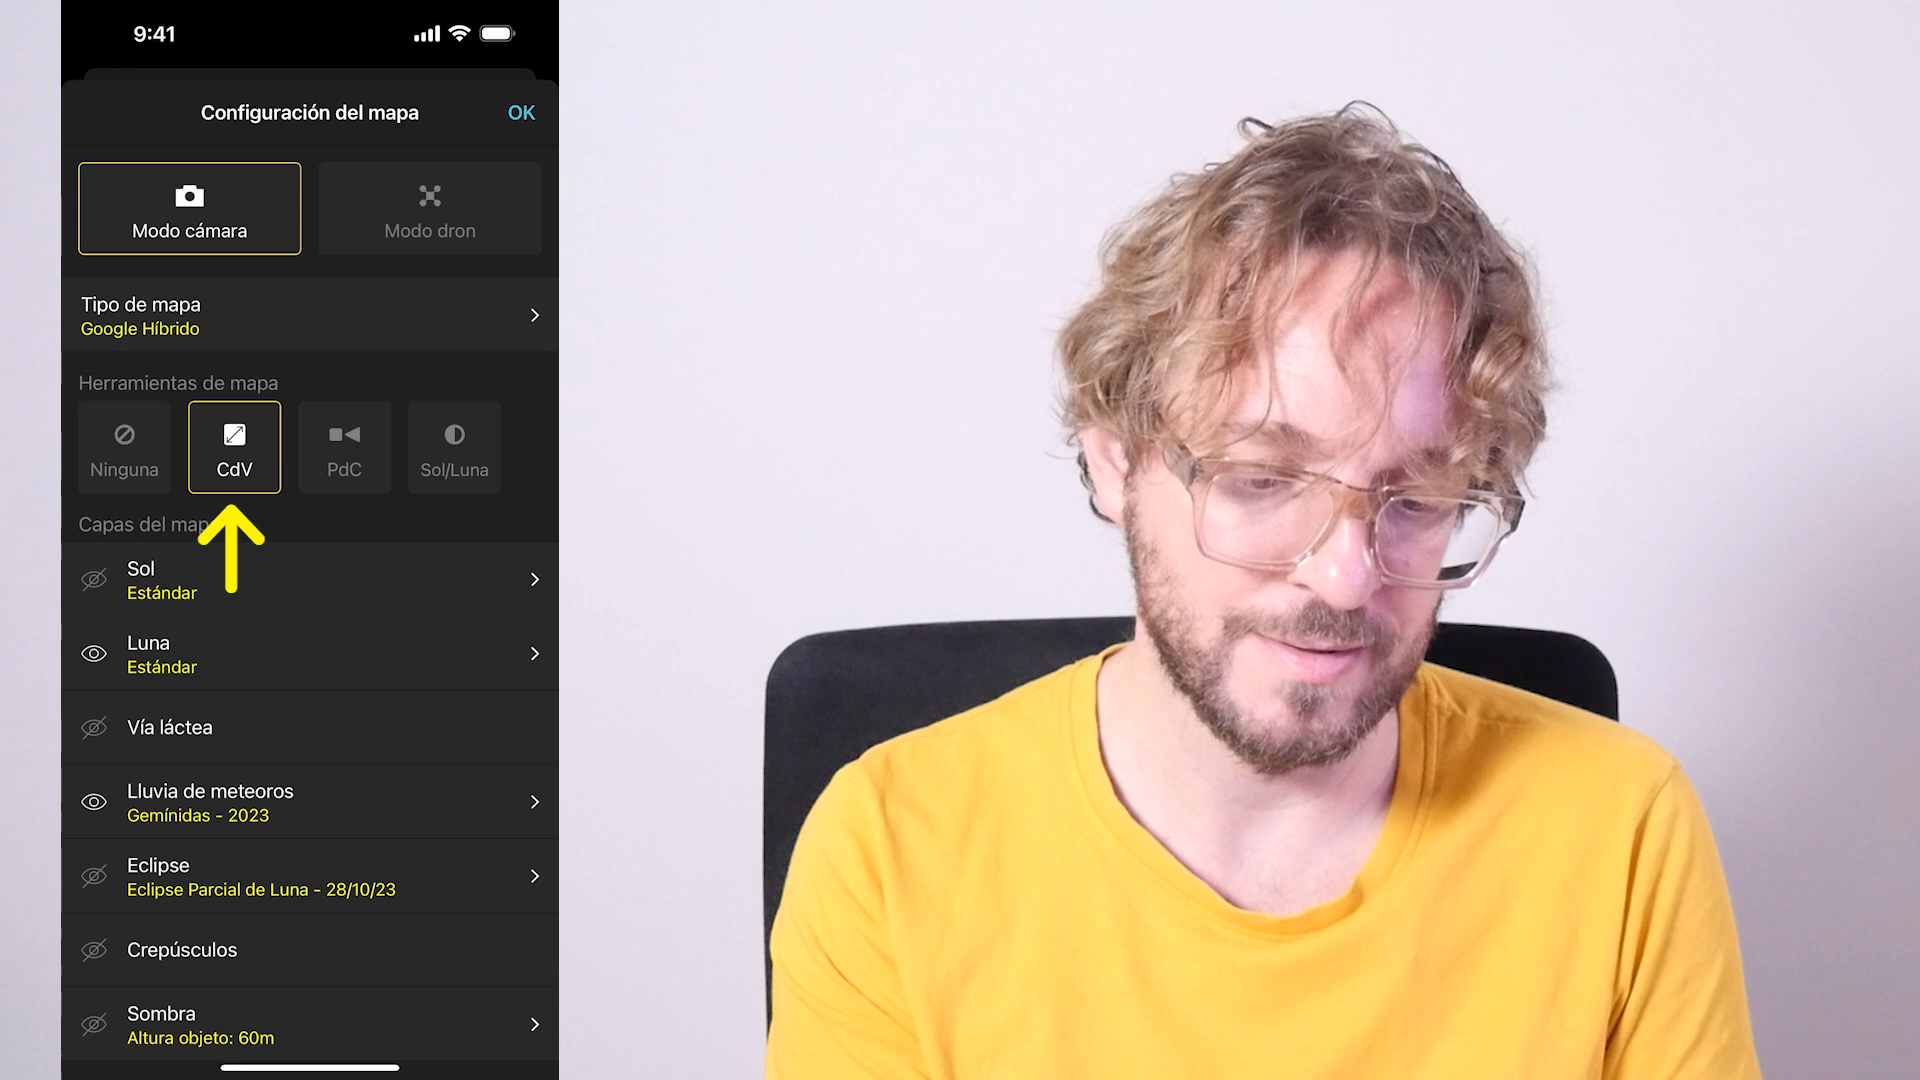 9:41
Configuración del mapa
OK
Modo cámara
Modo dron
Tipo de mapa
Google Híbrido
Herramientas de mapa
Ninguna
CdV
PdC
Sol/Luna
Capas del map
Sol
Estándar
Luna
Estándar
Vía láctea
Lluvia de meteoros
Gemínidas - 2023
Eclipse
Eclipse Parcial de Luna - 28/10/23
Crepúsculos
Sombra
Altura objeto: 60m